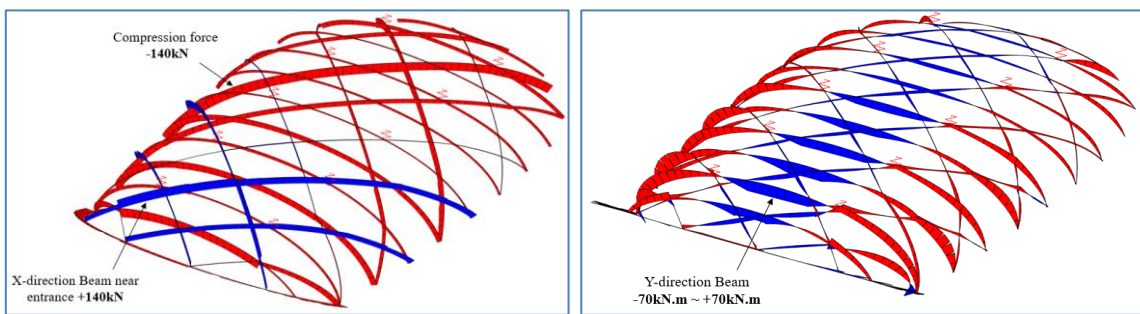 Compression force
-140kN
X-direction Beam near
entrance +140kN
Y-direction Beam
-70kN.m ~ +70kN.m